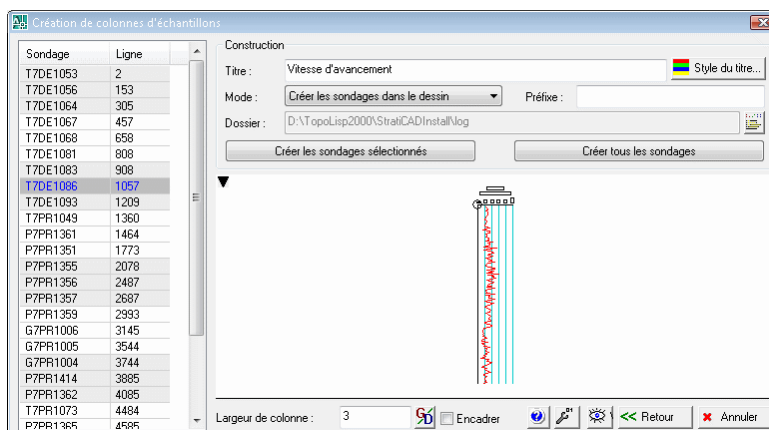 Création de colonnes d'échantillons
Sondage Ligne
T7DE1053 2
T7DE1056 153
T7DE1064 305
T7DE1067 457
T7DE1068 658
T7DE1081 808
T7DE1083 908
T7DE1086 1057
T7DE1093 1209
T7PR1049 1360
P7PR1361 1464
P7PR1351 1773
P7PR1355 2078
P7PR1356 2487
P7PR1357 2687
P7PR1359 2993
G7PR1006 3145
G7PR1005 3544
G7PR1004 3744
P7PR1414 3885
P7PR1362 4085
T7PR1073 4484
P7PR1365 4585
Construction
Titre : Vitesse d'avancement Style du titre...
Mode : Créer les sondages dans le dessin Préfixe :
Dossier : D:\TopoLisp2000\StratiCADInstall\log
Créer les sondages sélectionnés Créer tous les sondages
Largeur de colonne : 3 Encadrer << Retour Annuler